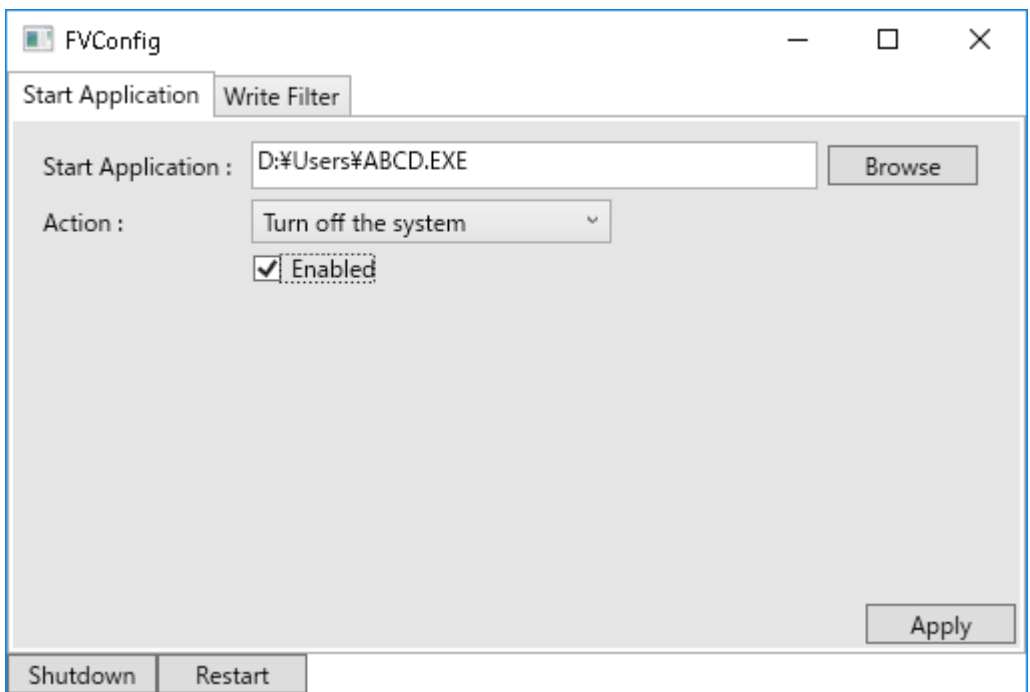 FVConfig
Start Application Write Filter
Start Application : D:¥Users¥ABCD.EXE Browse
Action : Turn off the system
Enabled
Apply
Shutdown Restart